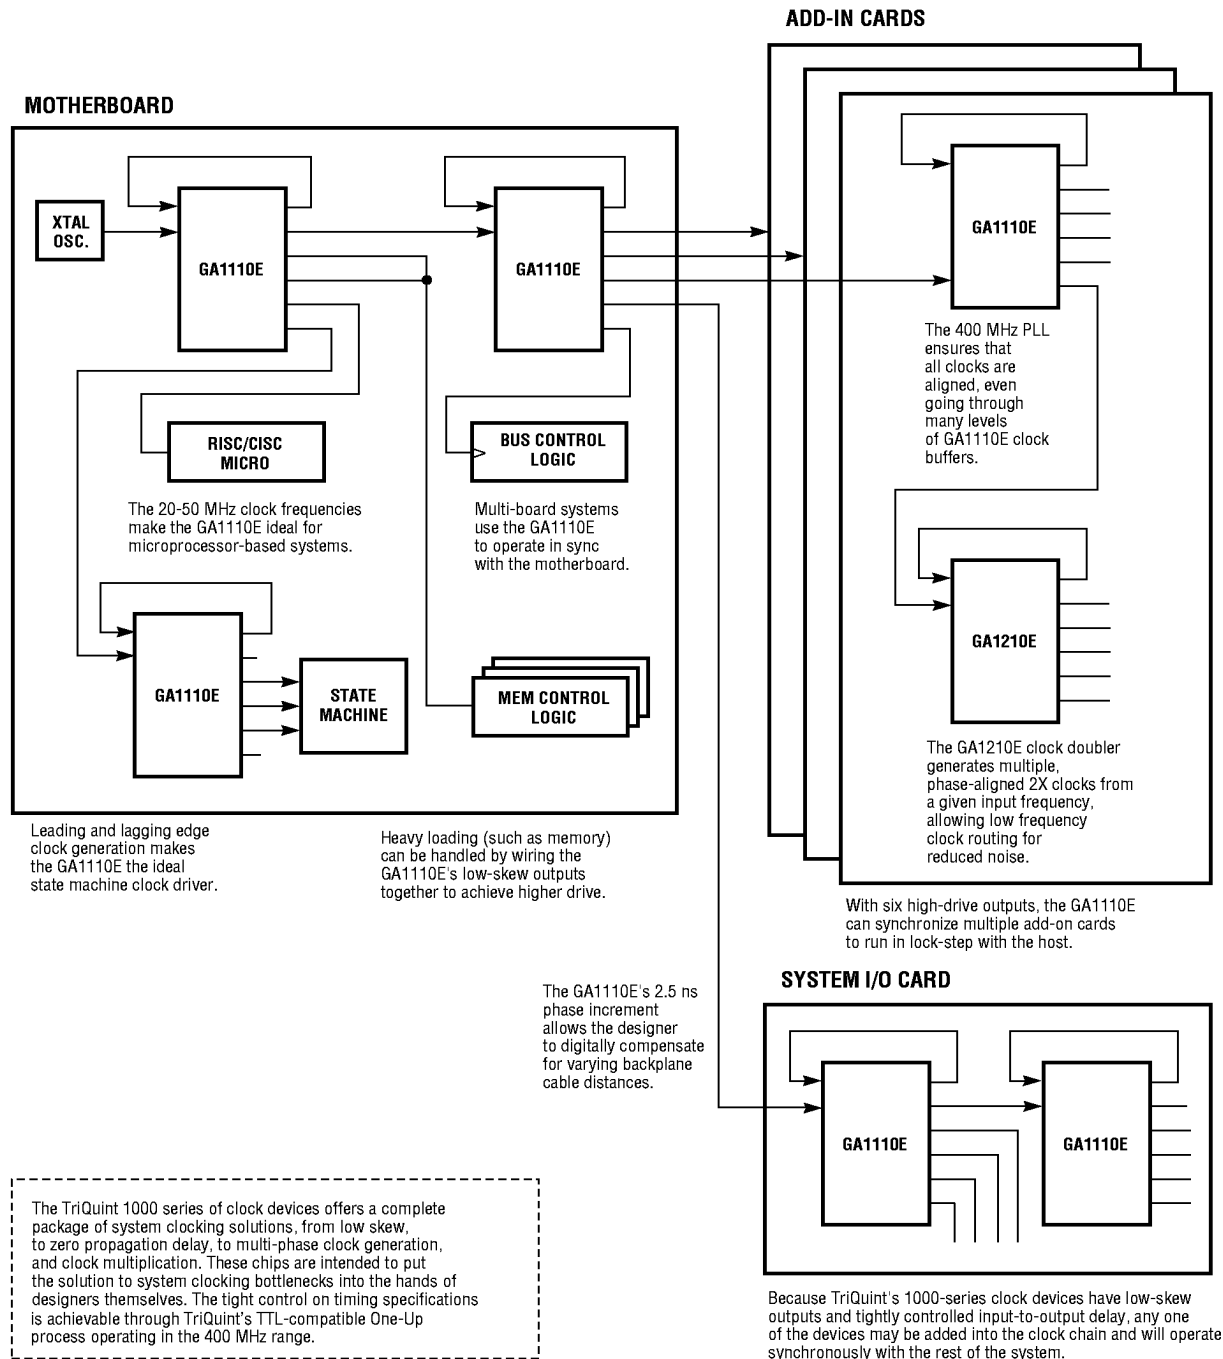 ADD-IN CARDS
MOTHERBOARD
XTAL
OSC.
GA1110E
GA1110E
GA1110E
The 400 MHz PLL
ensures that
all clocks are
aligned, even
going through
many levels
of GA1110E clock
buffers.
RISC/CISC
MICRO
BUS CONTROL
LOGIC
The 20-50 MHz clock frequencies
make the GA1110E ideal for
microprocessor-based systems.
Multi-board systems
use the GA1110E
to operate in sync
with the motherboard.
GA1210E
GA1110E
STATE
MACHINE
MEM CONTROL
LOGIC
The GA1210E clock doubler
generates multiple,
phase-aligned 2X clocks from
a given input frequency,
allowing low frequency
clock routing for
reduced noise.
Leading and lagging edge
clock generation makes
the GA1110E the ideal
state machine clock driver.
Heavy loading (such as memory)
can be handled by wiring the
GA1110E's low-skew outputs
together to achieve higher drive.
With six high-drive outputs, the GA1110E
can synchronize multiple add-on cards
to run in lock-step with the host.
SYSTEM I/O CARD
The GA1110E's 2.5 ns
phase increment
allows the designer
to digitally compensate
for varying backplane
cable distances.
GA1110E
GA1110E
The TriQuint 1000 series of clock devices offers a complete
package of system clocking solutions, from low skew,
to zero propagation delay, to multi-phase clock generation,
and clock multiplication. These chips are intended to put
the solution to system clocking bottlenecks into the hands of
designers themselves. The tight control on timing specifications
is achievable through TriQuint's TTL-compatible One-Up
process operating in the 400 MHz range.
Because TriQuint's 1000-series clock devices have low-skew
outputs and tightly controlled input-to-output delay, any one
of the devices may be added into the clock chain and will operate
synchronously with the rest of the system.